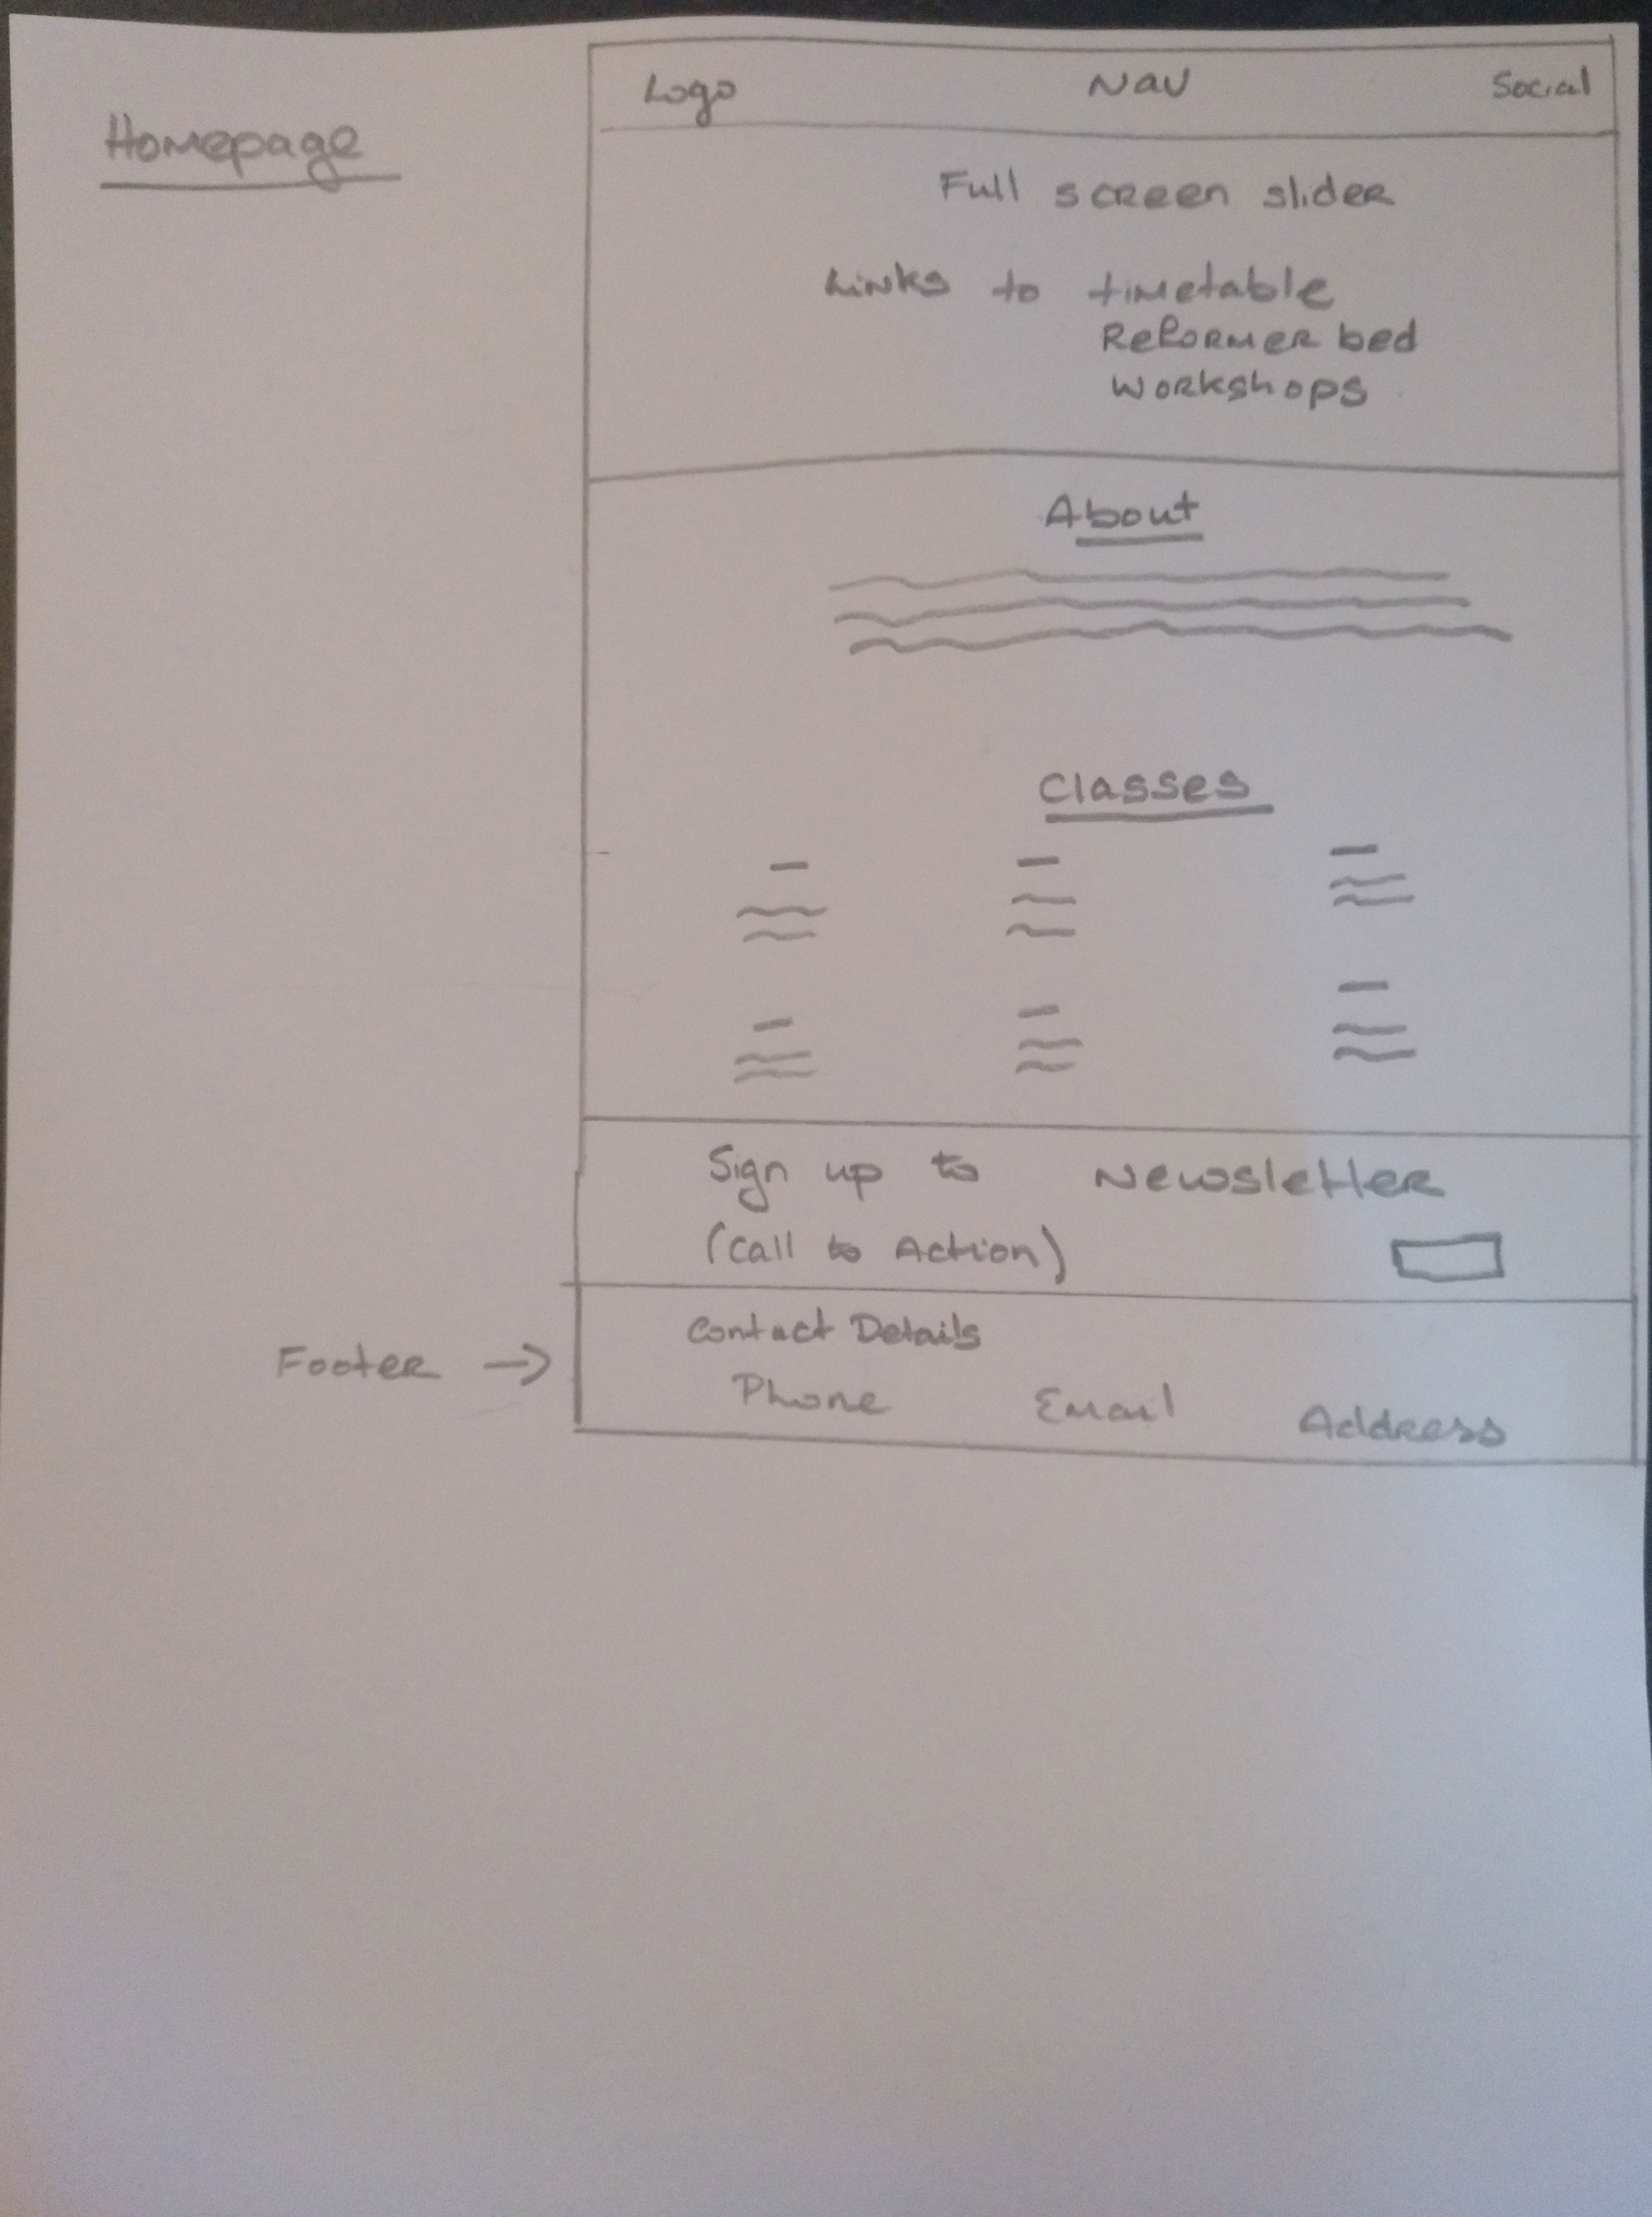 Homepage
Logo Nav Social
Full screen slider
Links to timetable
Reformer bed
Workshops
About
Classes
Sign up to Newsletter
(Call to Action)
Footer →
Contact Details
Phone Email Address